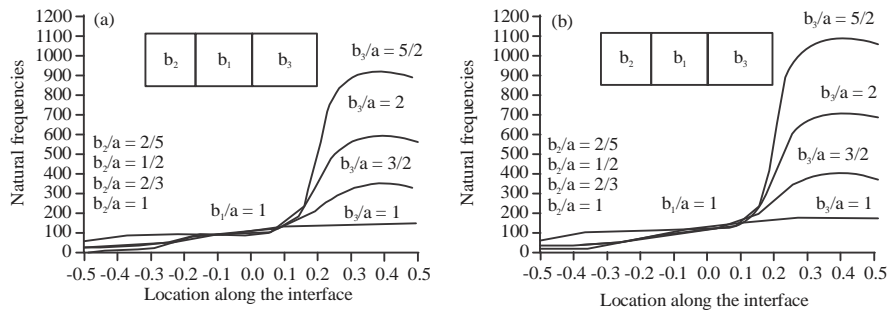 (a)
1200
1100
1000
900
800
700
600
500
400
300
200
100
0
Natural frequencies
b2 b1 b3
b3/a = 5/2
b3/a = 2
b3/a = 3/2
b3/a = 1
b2/a = 2/5
b2/a = 1/2
b2/a = 2/3
b2/a = 1
b1/a = 1
-0.5 -0.4 -0.3 -0.2 -0.1 0.0 0.1 0.2 0.3 0.4 0.5
Location along the interface
(b)
1200
1100
1000
900
800
700
600
500
400
300
200
100
0
Natural frequencies
b2 b1 b3
b3/a = 5/2
b3/a = 2
b3/a = 3/2
b3/a = 1
b2/a = 2/5
b2/a = 1/2
b2/a = 2/3
b2/a = 1
b1/a = 1
-0.5 -0.4 -0.3 -0.2 -0.1 0.0 0.1 0.2 0.3 0.4 0.5
Location along the interface